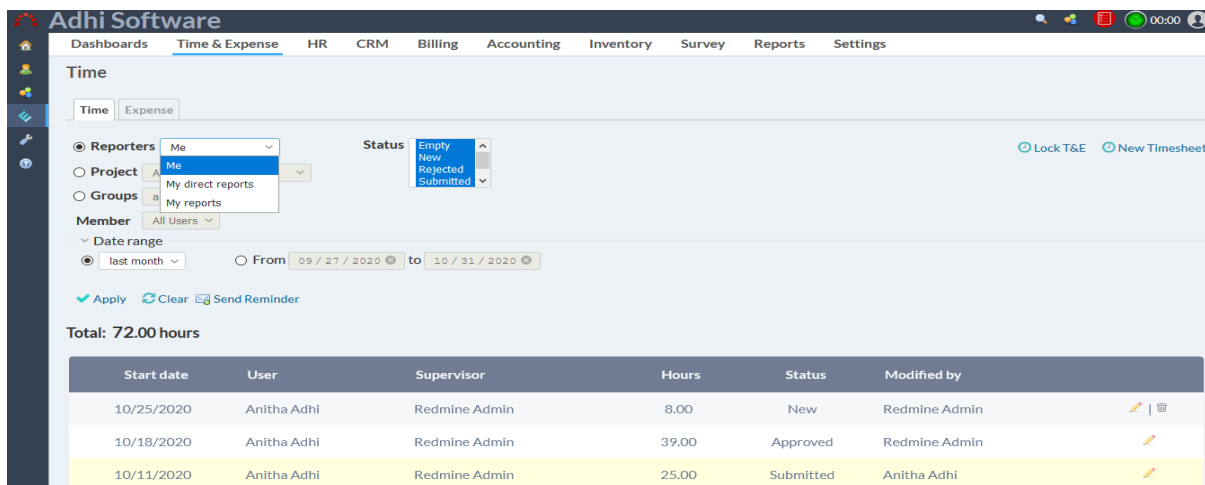 Adhi Software 00:00
Dashboards Time & Expense HR CRM Billing Accounting Inventory Survey Reports Settings
Time
Time Expense
Reporters Me Status Empty
New
Rejected
Submitted
Lock T&E New Timesheet
Me
My direct reports
My reports
Project A
Groups a
Member All Users
Date range
last month From 09 / 27 / 2020 to 10 / 31 / 2020
Apply Clear Send Reminder
Total: 72.00 hours
Start date User Supervisor Hours Status Modified by
10/25/2020 Anitha Adhi Redmine Admin 8.00 New Redmine Admin |
10/18/2020 Anitha Adhi Redmine Admin 39.00 Approved Redmine Admin
10/11/2020 Anitha Adhi Redmine Admin 25.00 Submitted Anitha Adhi